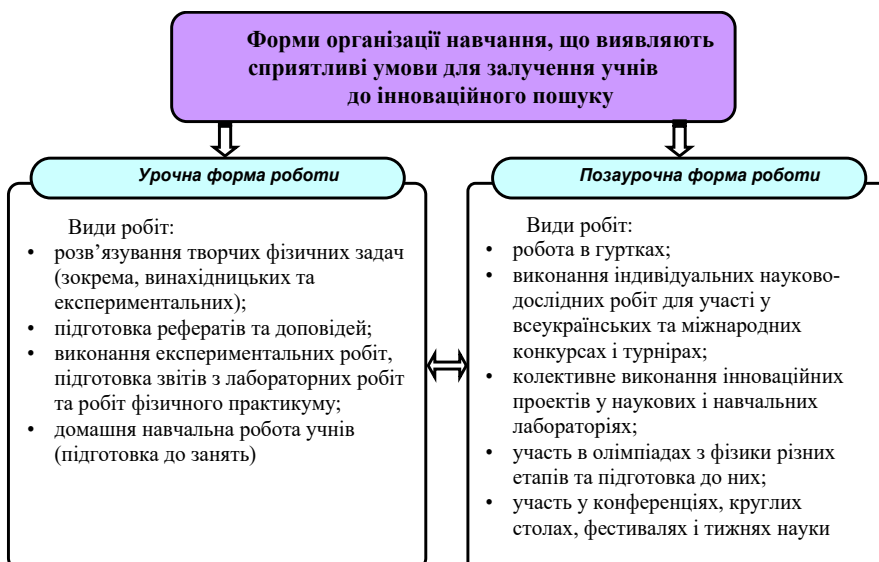 Форми організації навчання, що виявляють
сприятливі умови для залучення учнів
до інноваційного пошуку
Урочна форма роботи
Види робіт:
• розв’язування творчих фізичних задач
(зокрема, винахідницьких та
експериментальних);
• підготовка рефератів та доповідей;
• виконання експериментальних робіт,
підготовка звітів з лабораторних робіт
та робіт фізичного практикуму;
• домашня навчальна робота учнів
(підготовка до занять)
Позаурочна форма роботи
Види робіт:
• робота в гуртках;
• виконання індивідуальних науково-
дослідних робіт для участі у
всеукраїнських та міжнародних
конкурсах і турнірах;
• колективне виконання інноваційних
проектів у наукових і навчальних
лабораторіях;
• участь в олімпіадах з фізики різних
етапів та підготовка до них;
• участь у конференціях, круглих
столах, фестивалях і тижнях науки